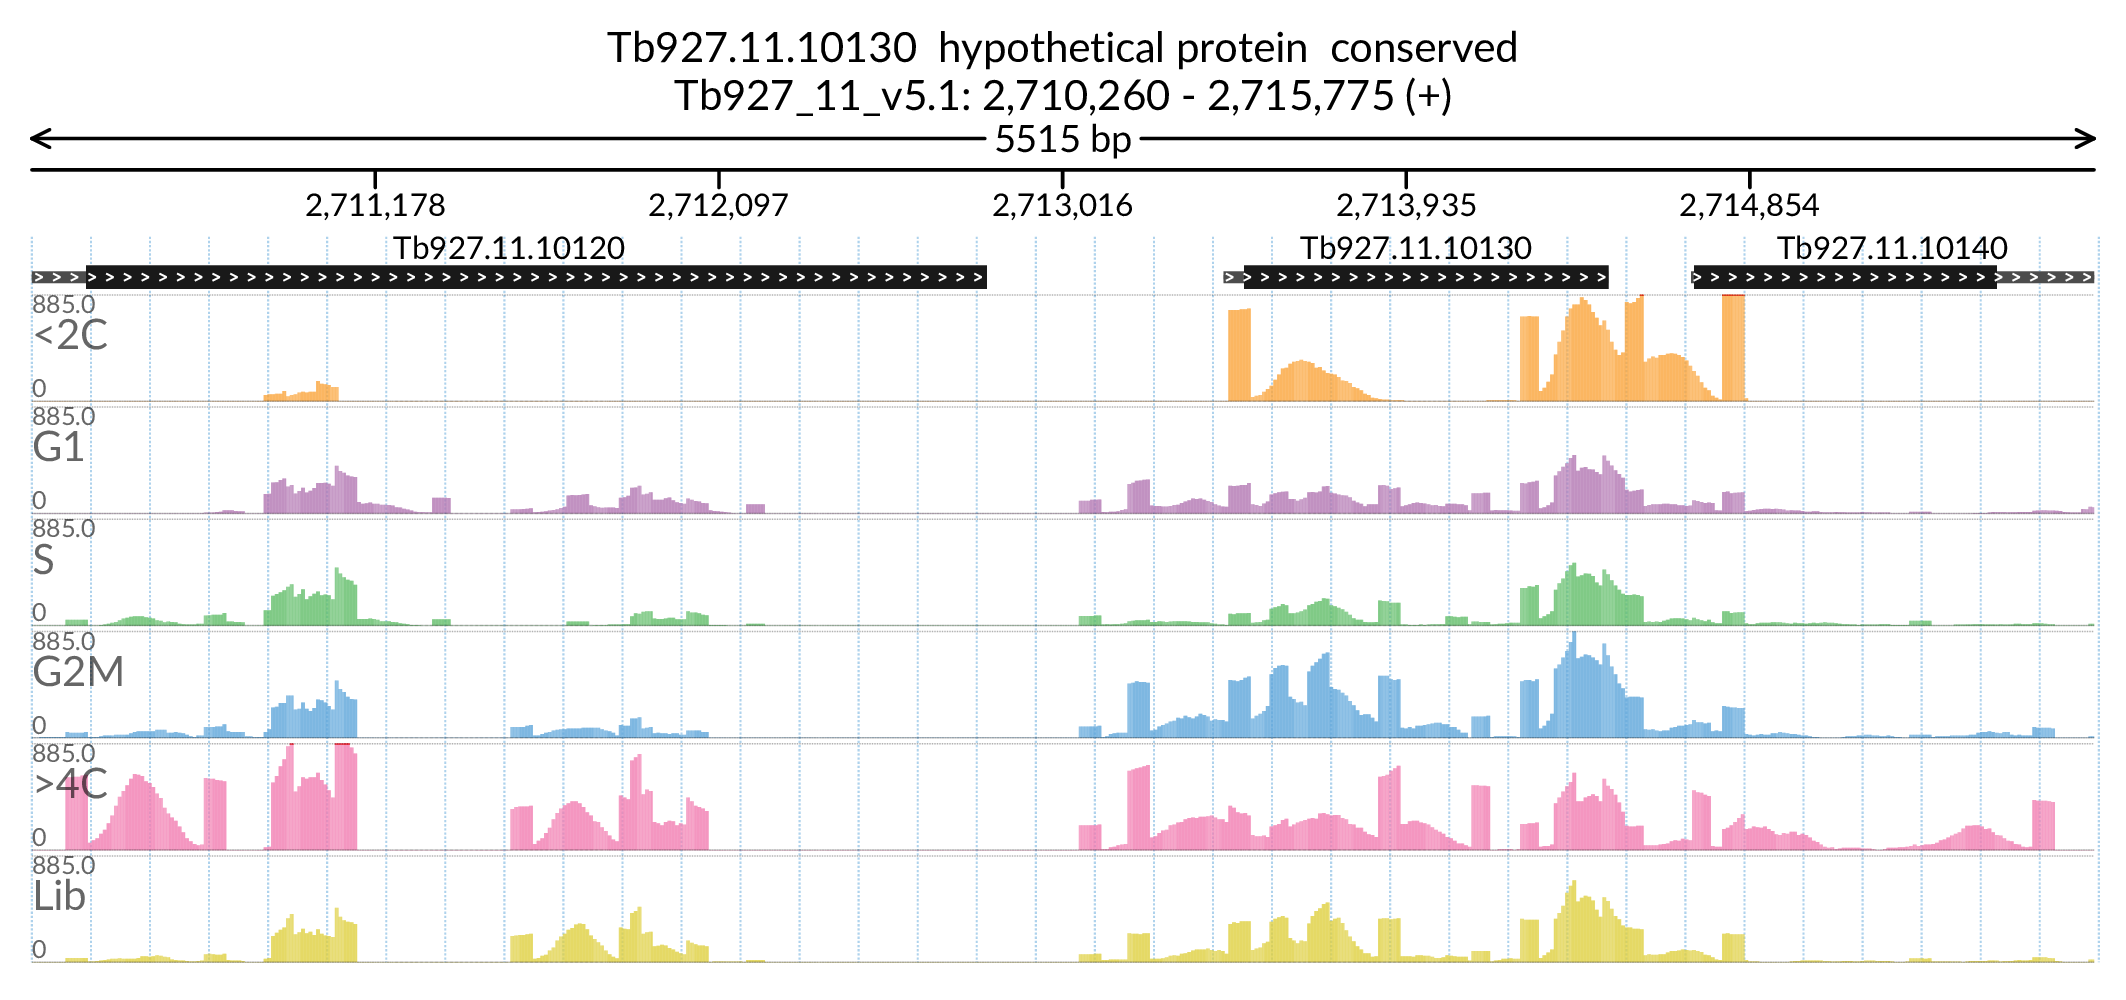 Tb927.11.10130  hypothetical protein  conserved
Tb927_11_v5.1: 2,710,260 - 2,715,775 (+)
5515 bp
2,711,178 2,712,097 2,713,016 2,713,935 2,714,854
Tb927.11.10120 Tb927.11.10130 Tb927.11.10140
885.0
<2C
0
885.0
G1
0
885.0
S
0
885.0
G2M
0
885.0
>4C
0
885.0
Lib
0